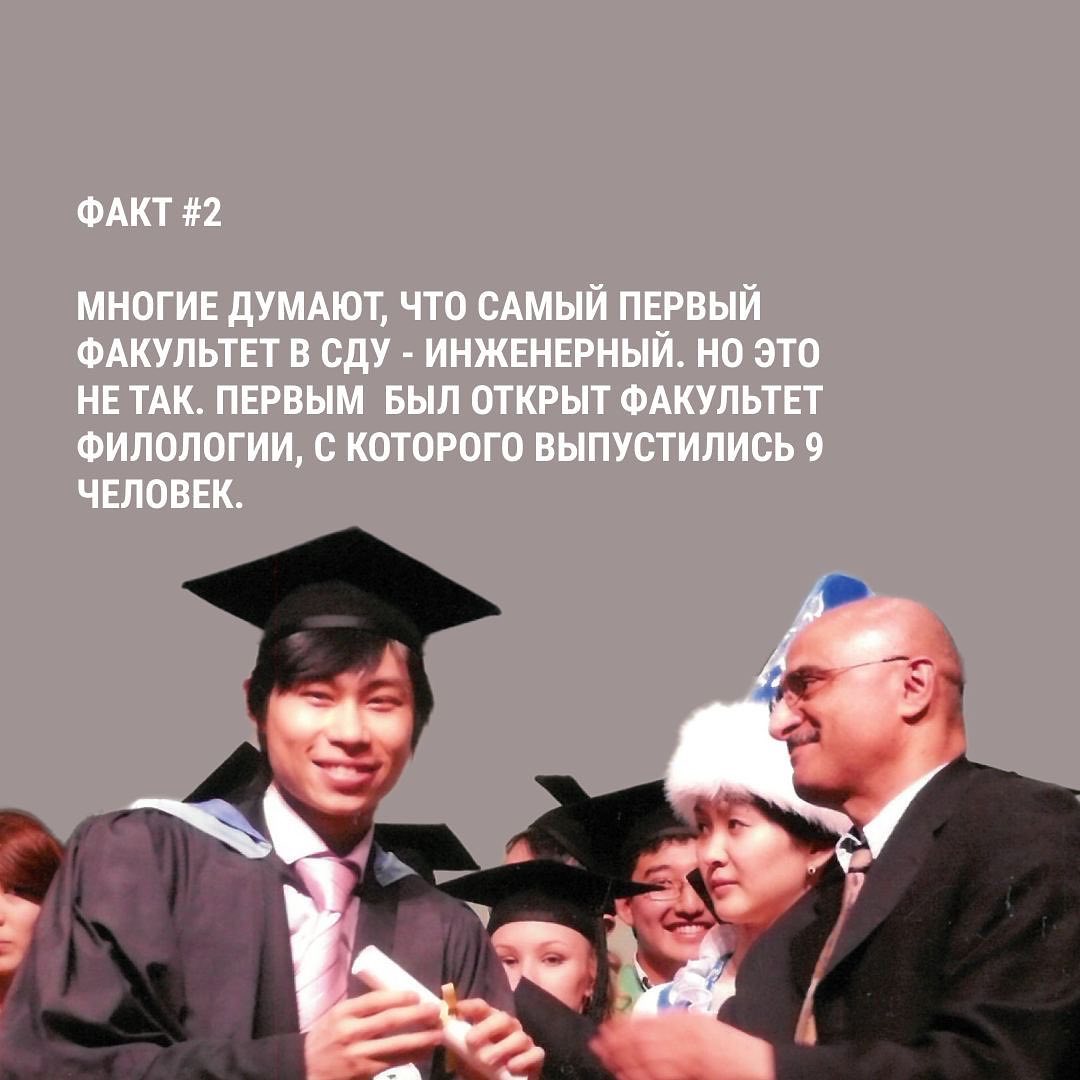 ФАКТ #2
МНОГИЕ ДУМАЮТ, ЧТО САМЫЙ ПЕРВЫЙ
ФАКУЛЬТЕТ В СДУ - ИНЖЕНЕРНЫЙ. НО ЭТО
НЕ ТАК. ПЕРВЫМ  БЫЛ ОТКРЫТ ФАКУЛЬТЕТ
ФИЛОЛОГИИ, С КОТОРОГО ВЫПУСТИЛИСЬ 9
ЧЕЛОВЕК.